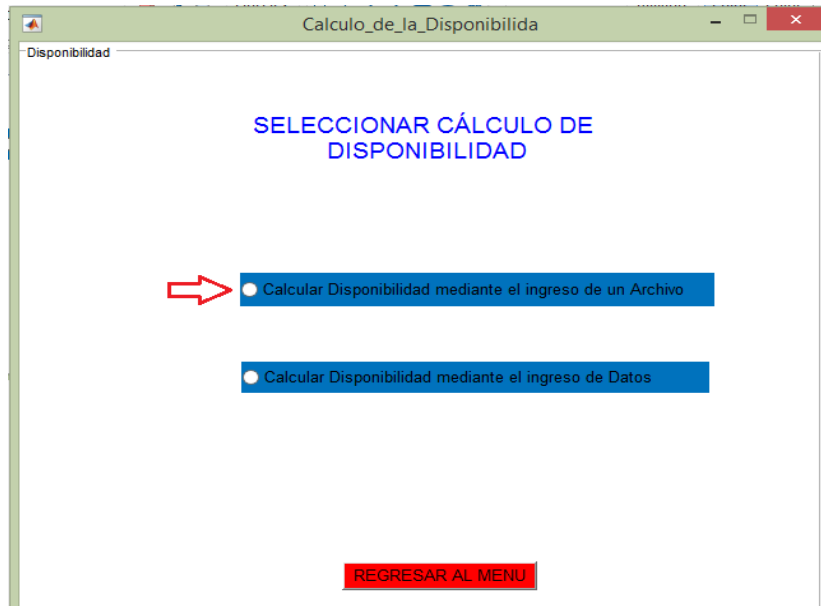 Calculo_de_la_Disponibilida
Disponibilidad
SELECCIONAR CÁLCULO DE
DISPONIBILIDAD
Calcular Disponibilidad mediante el ingreso de un Archivo
Calcular Disponibilidad mediante el ingreso de Datos
REGRESAR AL MENU